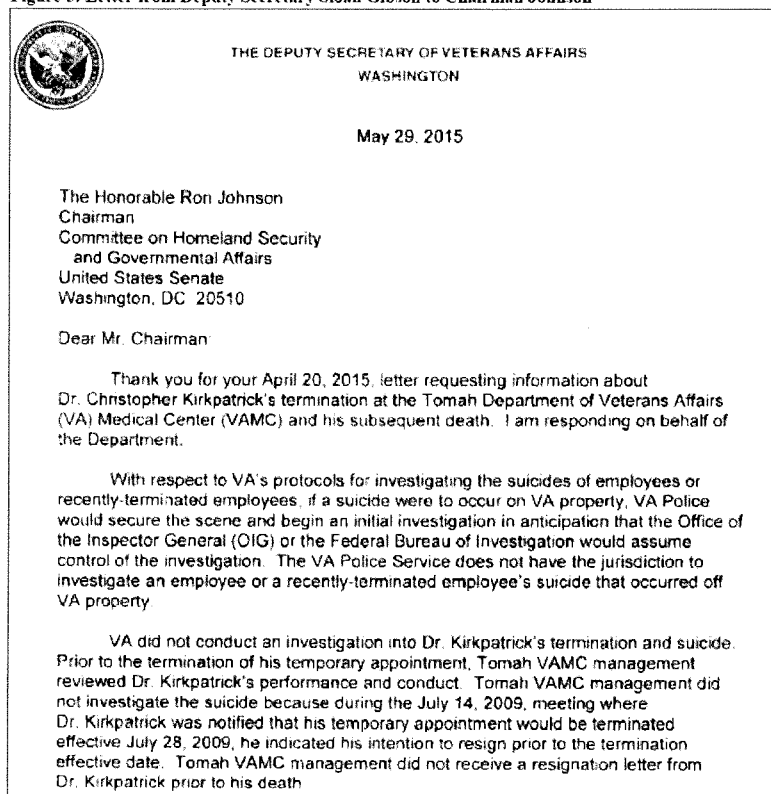 Figure 3: Letter from Deputy Secretary Sloan Gibson to Chairman Johnson
THE DEPUTY SECRETARY OF VETERANS AFFAIRS
WASHINGTON
May 29, 2015
The Honorable Ron Johnson
Chairman
Committee on Homeland Security
and Governmental Affairs
United States Senate
Washington, DC 20510
Dear Mr. Chairman:
Thank you for your April 20, 2015, letter requesting information about
Dr. Christopher Kirkpatrick's termination at the Tomah Department of Veterans Affairs
(VA) Medical Center (VAMC) and his subsequent death. I am responding on behalf of
the Department.
With respect to VA's protocols for investigating the suicides of employees or
recently-terminated employees, if a suicide were to occur on VA property, VA Police
would secure the scene and begin an initial investigation in anticipation that the Office of
the Inspector General (OIG) or the Federal Bureau of Investigation would assume
control of the investigation. The VA Police Service does not have the jurisdiction to
investigate an employee or a recently-terminated employee's suicide that occurred off
VA property.
VA did not conduct an investigation into Dr. Kirkpatrick's termination and suicide.
Prior to the termination of his temporary appointment, Tomah VAMC management
reviewed Dr. Kirkpatrick's performance and conduct. Tomah VAMC management did
not investigate the suicide because during the July 14, 2009, meeting where
Dr. Kirkpatrick was notified that his temporary appointment would be terminated
effective July 28, 2009, he indicated his intention to resign prior to the termination
effective date. Tomah VAMC management did not receive a resignation letter from
Dr. Kirkpatrick prior to his death.